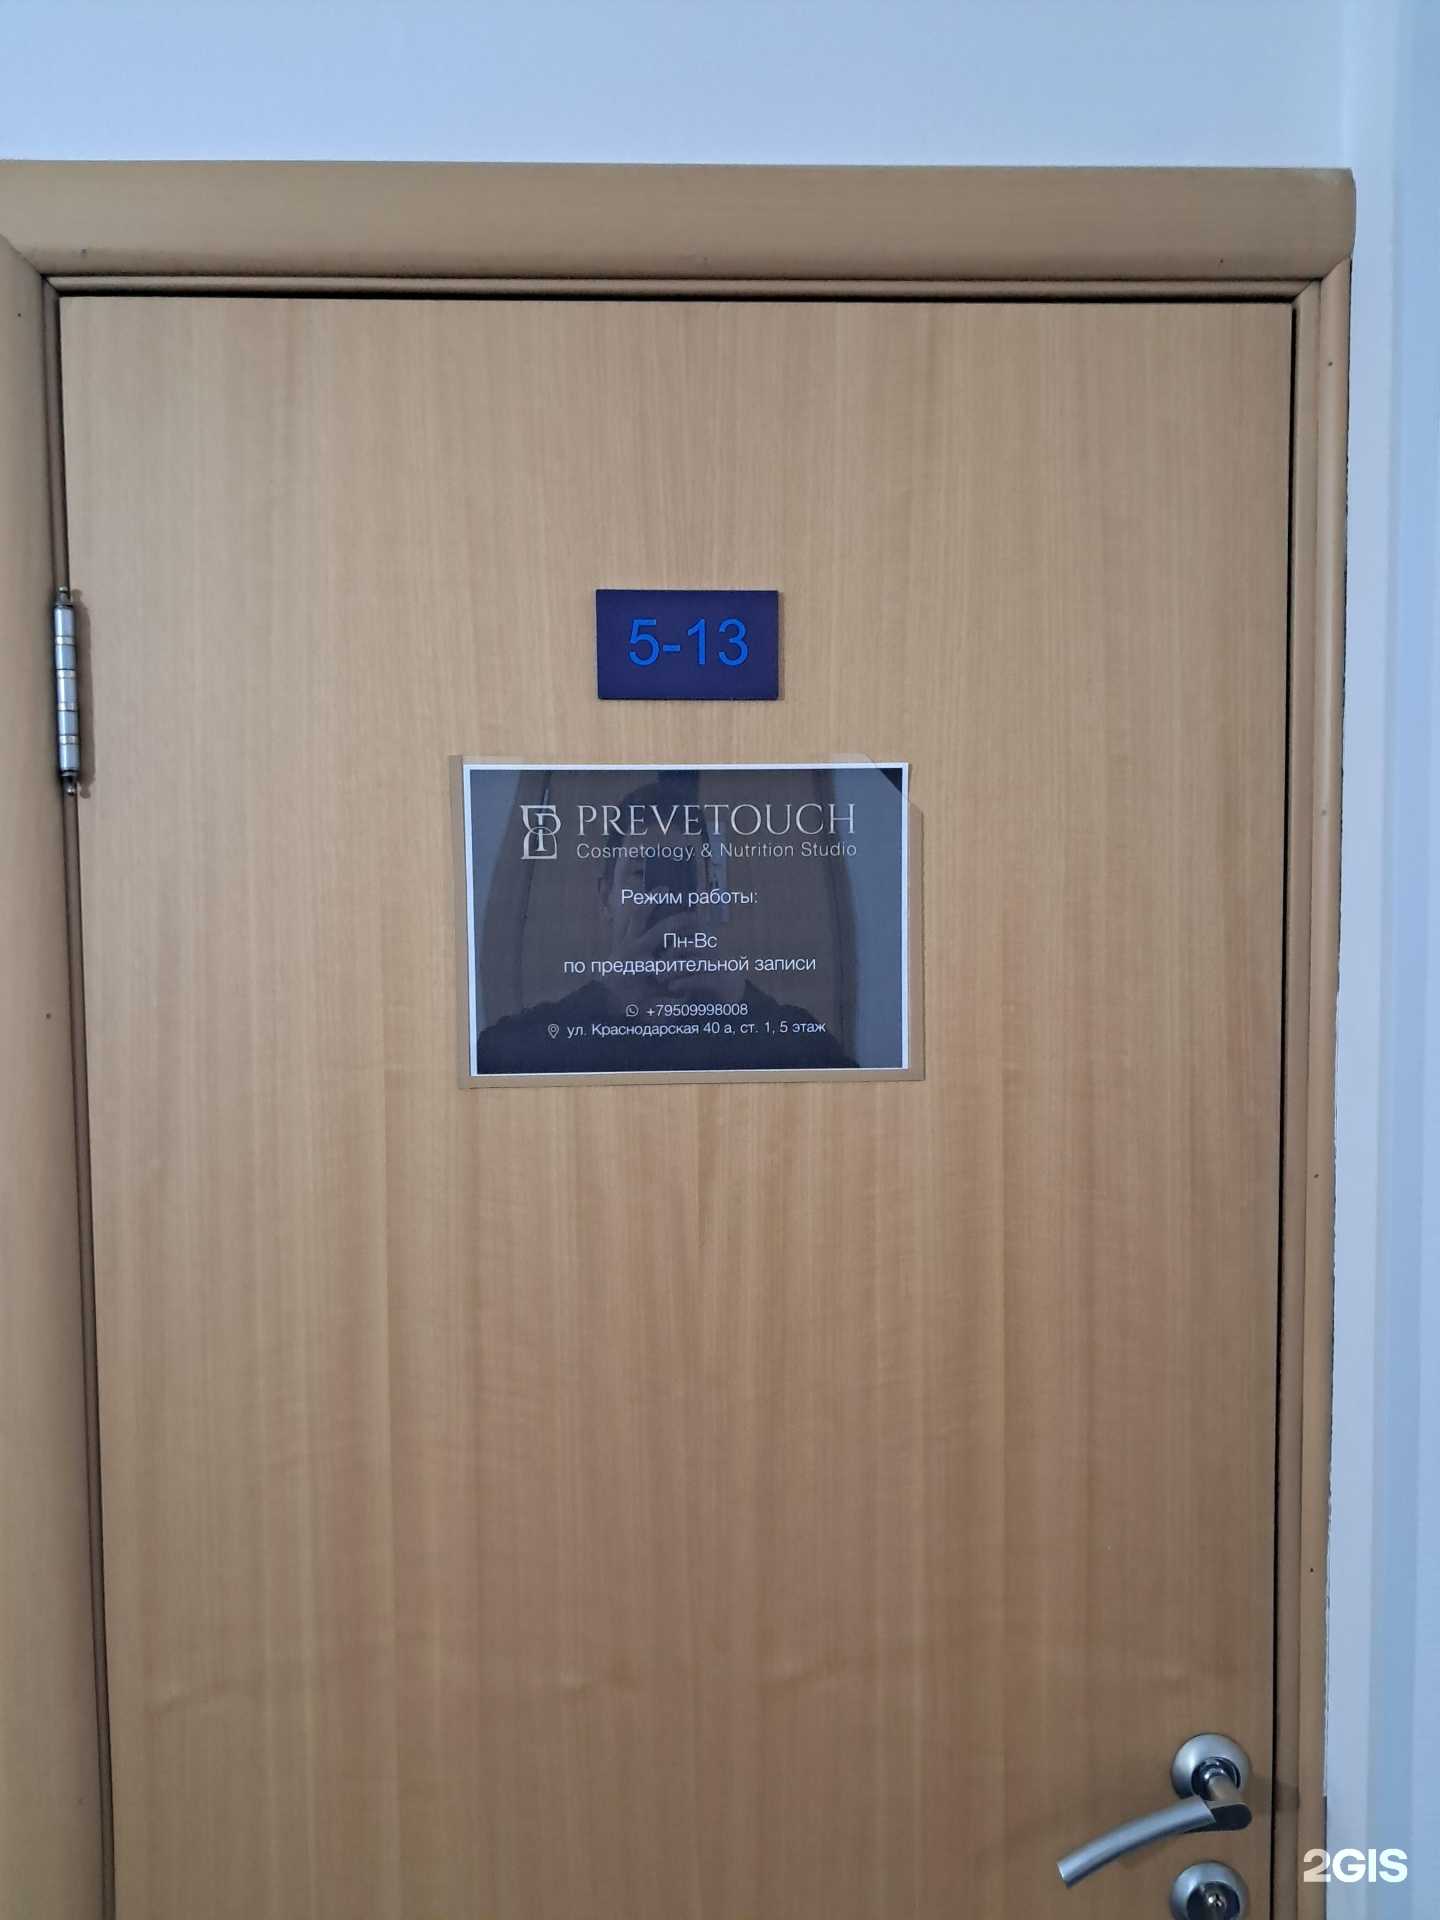 5-13
PREVETOUCH
Cosmetology & Nutrition Studio
Режим работы:
Пн-Вс
по предварительной записи
+79509998008
ул. Краснодарская 40 а, ст. 1, 5 этаж
2GIS